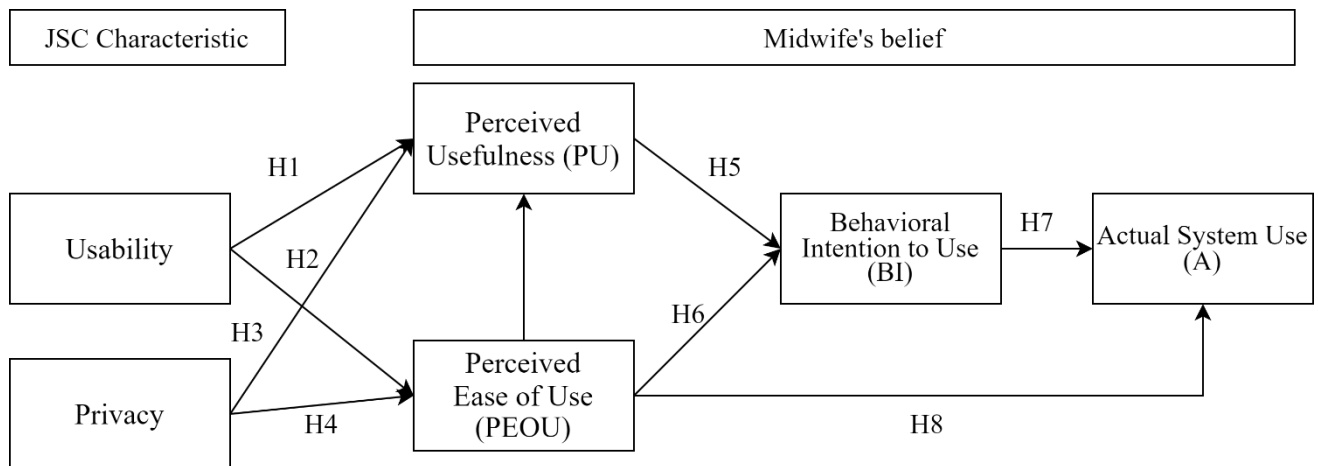 JSC Characteristic
Midwife's belief
Perceived
Usefulness (PU)
H1
H5
Usability
H2
Behavioral
Intention to Use
(BI)
H7
Actual System Use
(A)
H3
H6
Privacy
H4
Perceived
Ease of Use
(PEOU)
H8